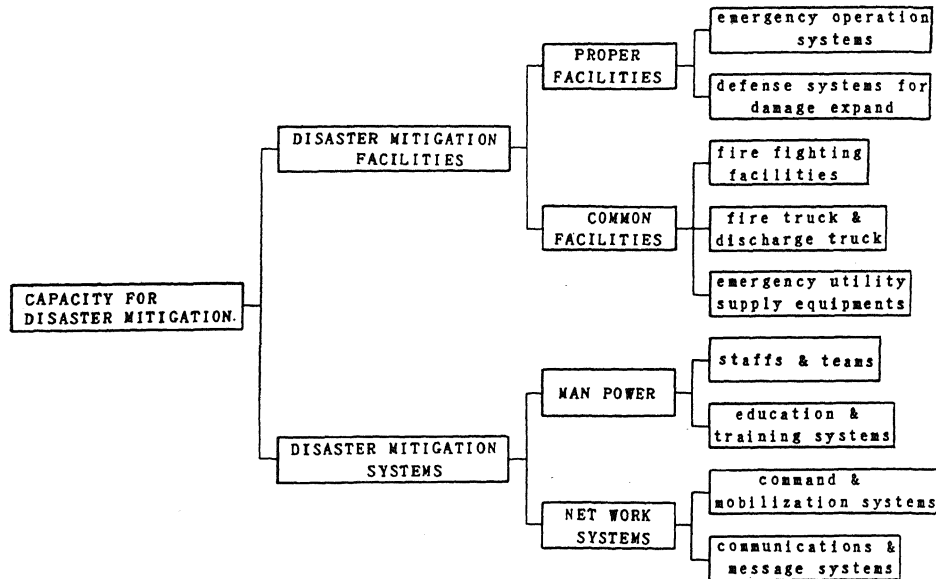 emergency operation
systems
PROPER
FACILITIES
defense systems for
damage expand
DISASTER MITIGATION
FACILITIES
fire fighting
facilities
COMMON
FACILITIES
fire truck &
discharge truck
emergency utility
supply equipments
CAPACITY FOR
DISASTER MITIGATION.
staffs & teams
MAN POWER
education &
training systems
DISASTER MITIGATION
SYSTEMS
command &
mobilization systems
NET WORK
SYSTEMS
communications &
message systems